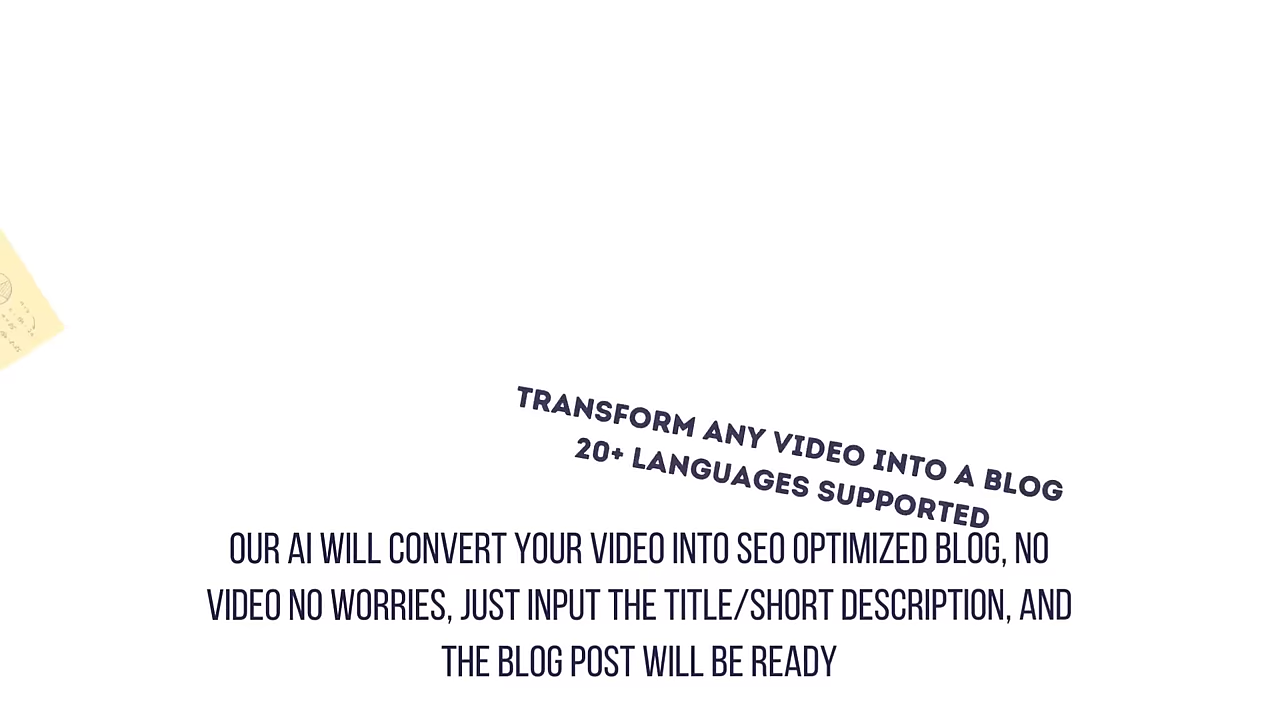 TRANSFORM ANY VIDEO INTO A BLOG
20+ LANGUAGES SUPPORTED
OUR AI WILL CONVERT YOUR VIDEO INTO SEO OPTIMIZED BLOG, NO
VIDEO NO WORRIES, JUST INPUT THE TITLE/SHORT DESCRIPTION, AND
THE BLOG POST WILL BE READY